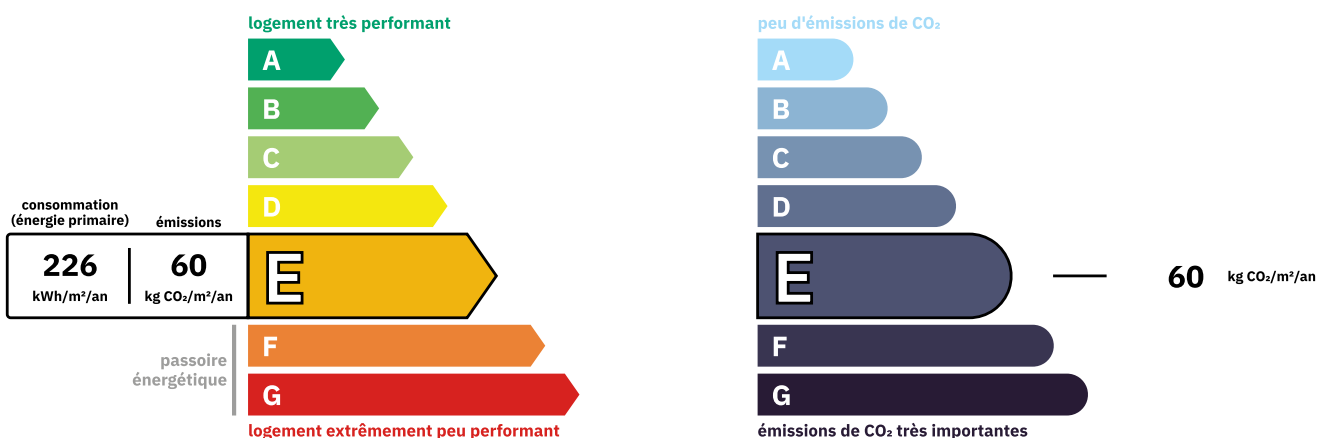 logement très performant
A
B
C
D
consommation
(énergie primaire)
émissions
226
kWh/m²/an
60
kg CO₂/m²/an
E
passoire
énergétique
F
G
logement extrêmement peu performant
peu d'émissions de CO₂
A
B
C
D
E
60
kg CO₂/m²/an
F
G
émissions de CO₂ très importantes